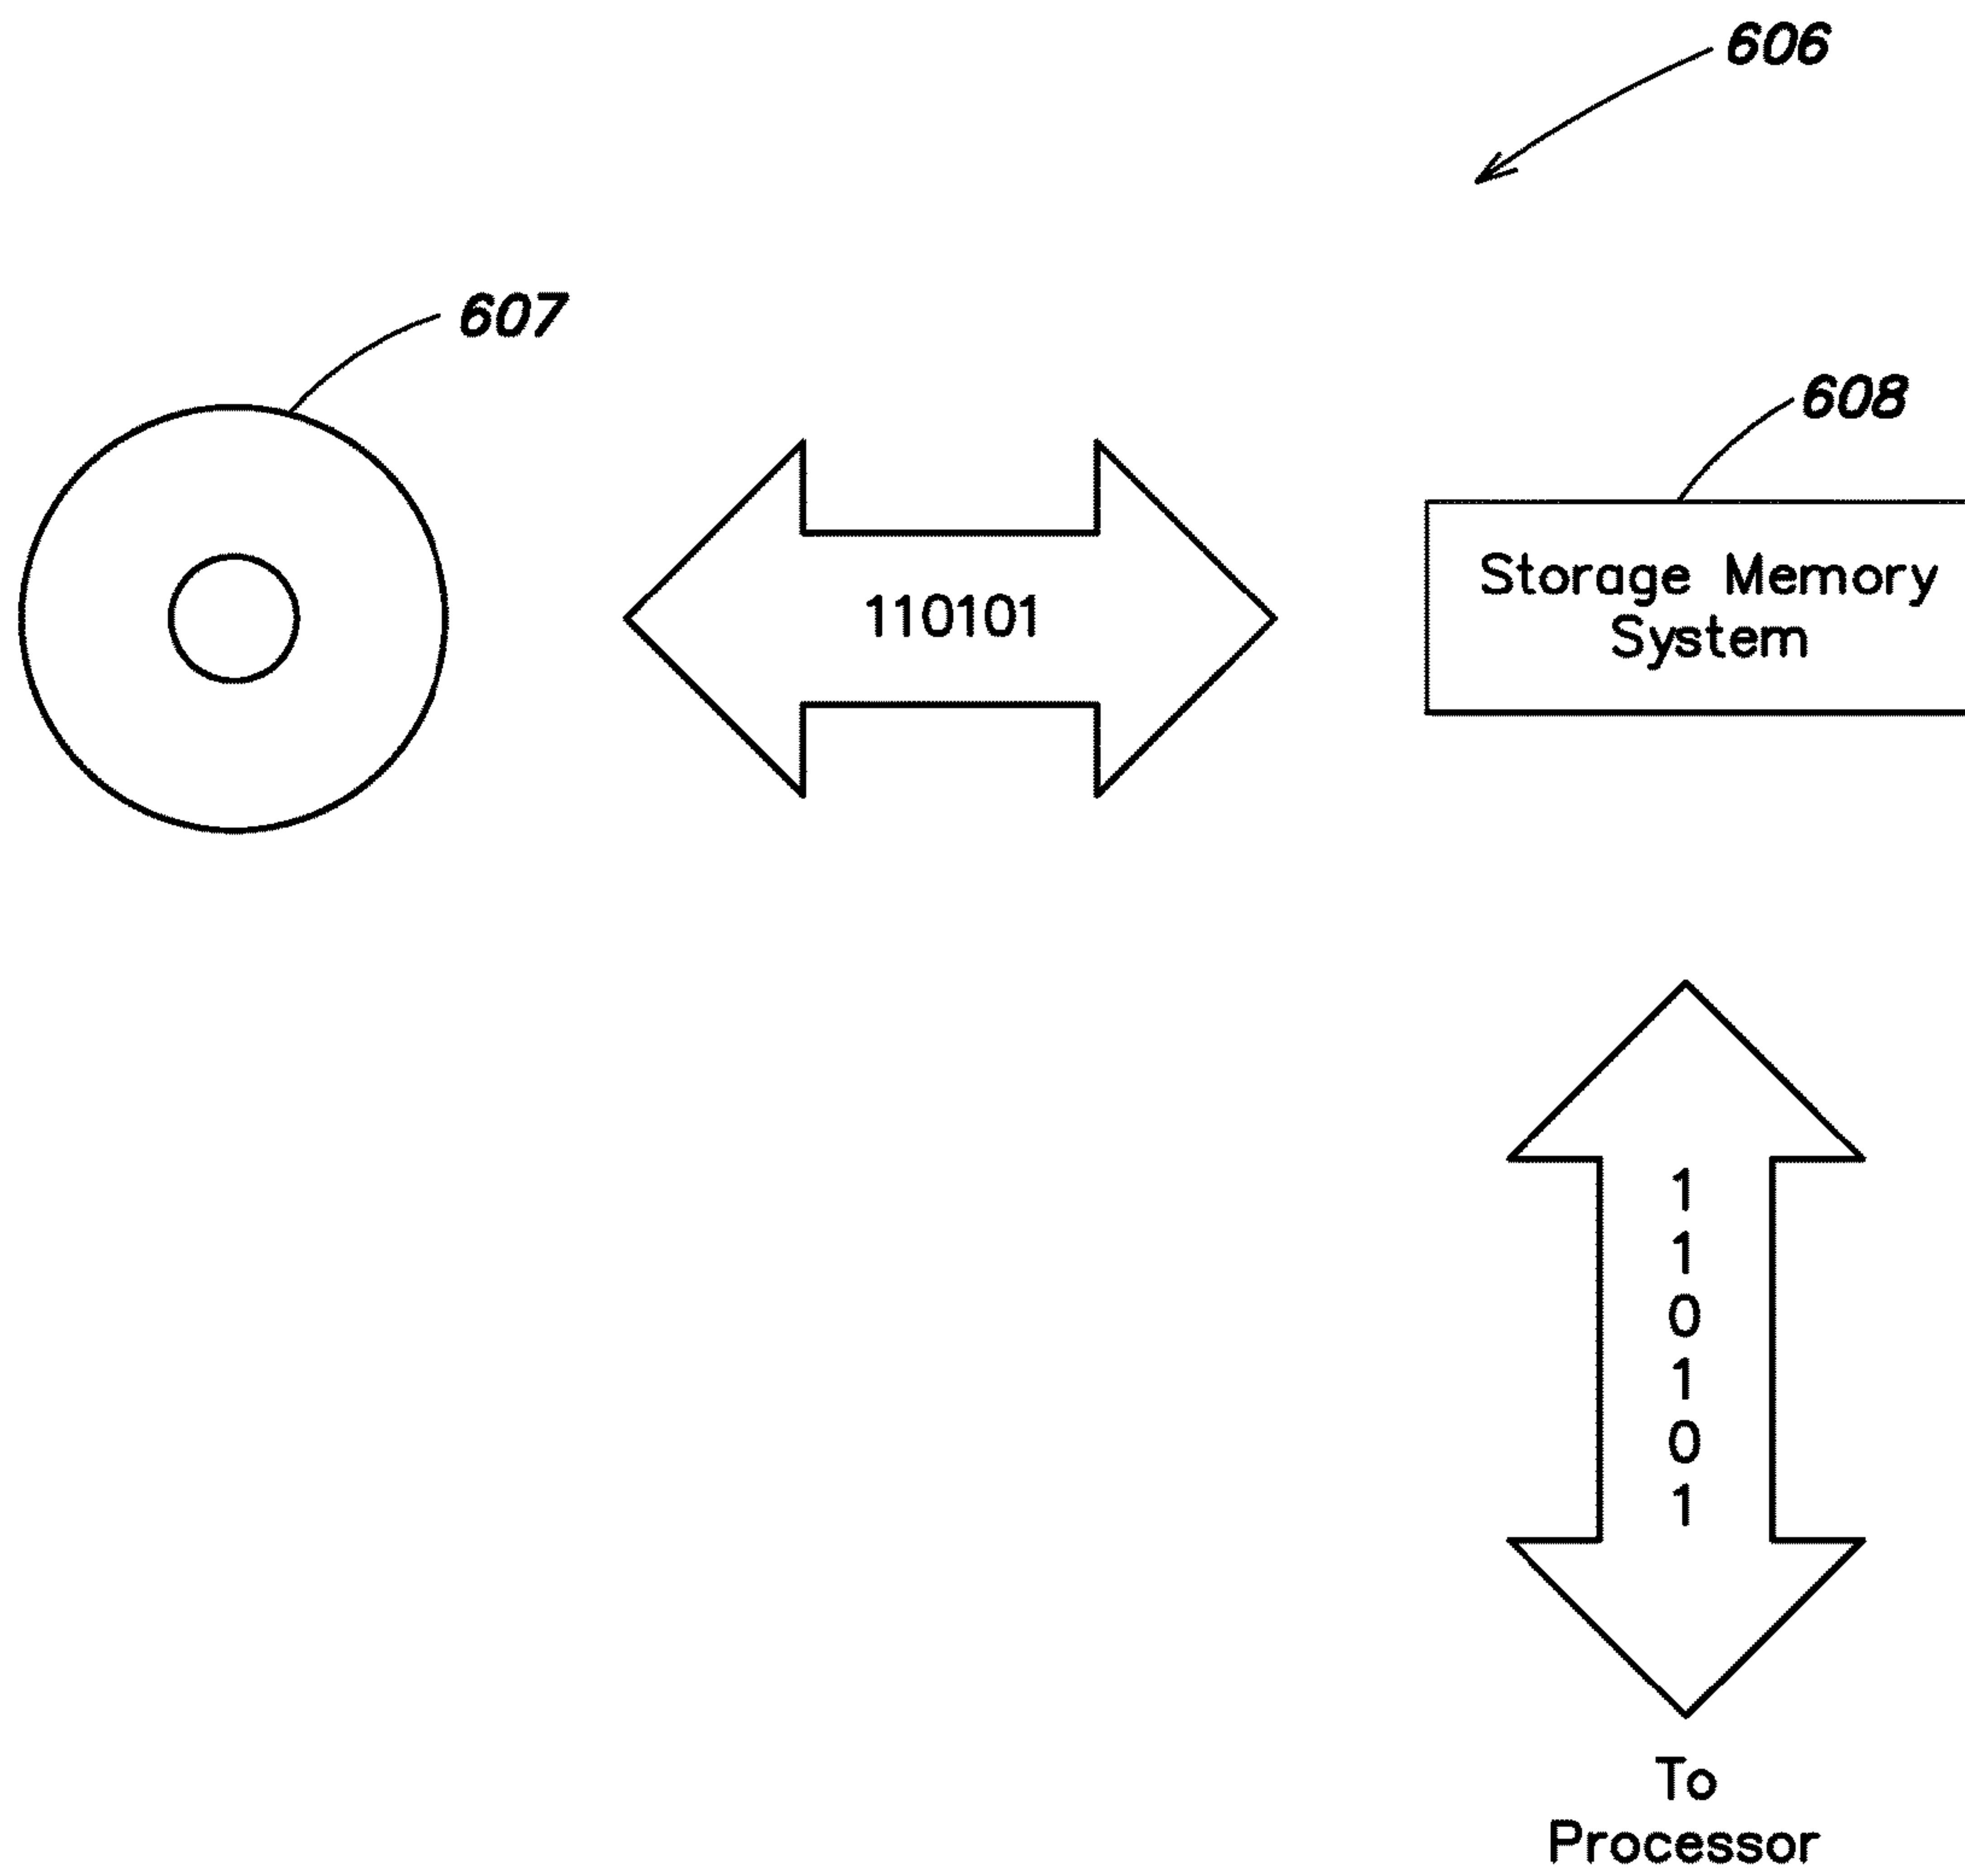 606
607
608
Storage Memory
System
110101
1
1
0
1
0
1
To
Processor